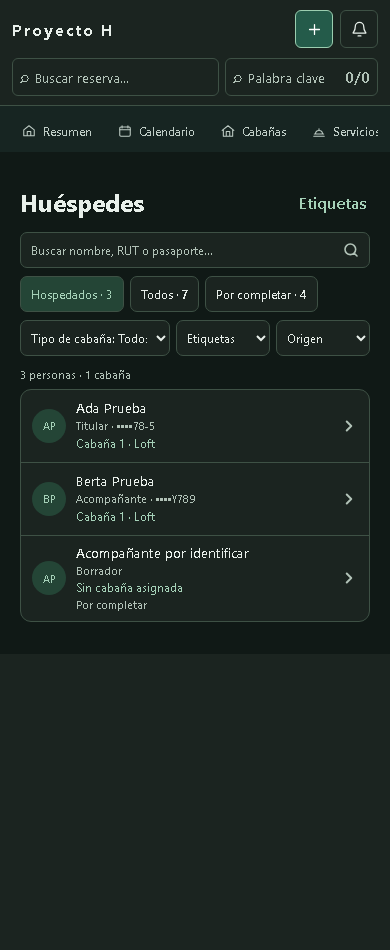 Proyecto H
+
Buscar reserva...
Palabra clave 0/0
Resumen Calendario Cabañas Servicios
Huéspedes Etiquetas
Buscar nombre, RUT o pasaporte...
Hospedados · 3 Todos · 7 Por completar · 4
Tipo de cabaña: Todo: Etiquetas Origen
3 personas · 1 cabaña
AP
Ada Prueba
Titular · ••••78-5
Cabaña 1 · Loft
BP
Berta Prueba
Acompañante · ••••Y789
Cabaña 1 · Loft
AP
Acompañante por identificar
Borrador
Sin cabaña asignada
Por completar